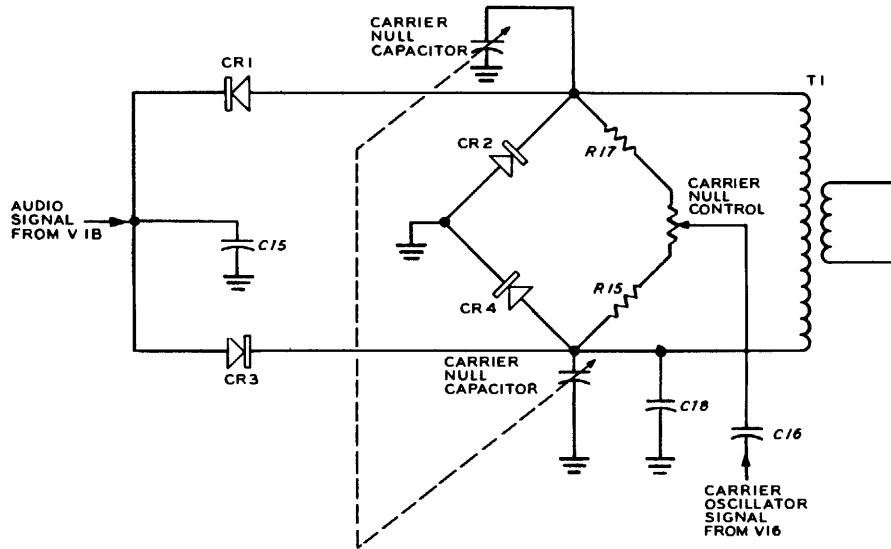 CARRIER
NULL
CAPACITOR
CR1
T1
CR2
R17
CARRIER
NULL
CONTROL
AUDIO
SIGNAL
FROM V1B
C15
CR4
R15
CR3
CARRIER
NULL
CAPACITOR
C18
C16
CARRIER
OSCILLATOR
SIGNAL
FROM V16